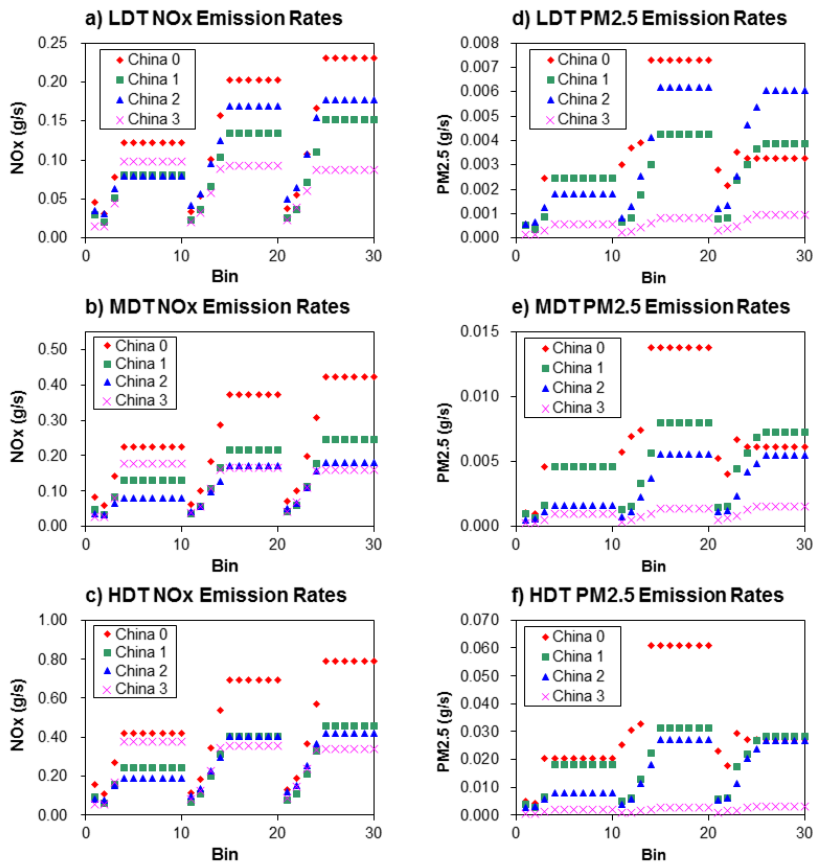 a) LDT NOx Emission Rates
0.25
0.20
0.15
0.10
0.05
0.00
NOx (g/s)
China 0
China 1
China 2
China 3
0 10 20 30
Bin
d) LDT PM2.5 Emission Rates
0.008
0.007
0.006
0.005
0.004
0.003
0.002
0.001
0.000
PM2.5 (g/s)
China 0
China 1
China 2
China 3
0 10 20 30
Bin
b) MDT NOx Emission Rates
0.50
0.40
0.30
0.20
0.10
0.00
NOx (g/s)
China 0
China 1
China 2
China 3
0 10 20 30
Bin
e) MDT PM2.5 Emission Rates
0.015
0.010
0.005
0.000
PM2.5 (g/s)
China 0
China 1
China 2
China 3
0 10 20 30
Bin
c) HDT NOx Emission Rates
1.00
0.80
0.60
0.40
0.20
0.00
NOx (g/s)
China 0
China 1
China 2
China 3
0 10 20 30
Bin
f) HDT PM2.5 Emission Rates
0.070
0.060
0.050
0.040
0.030
0.020
0.010
0.000
PM2.5 (g/s)
China 0
China 1
China 2
China 3
0 10 20 30
Bin